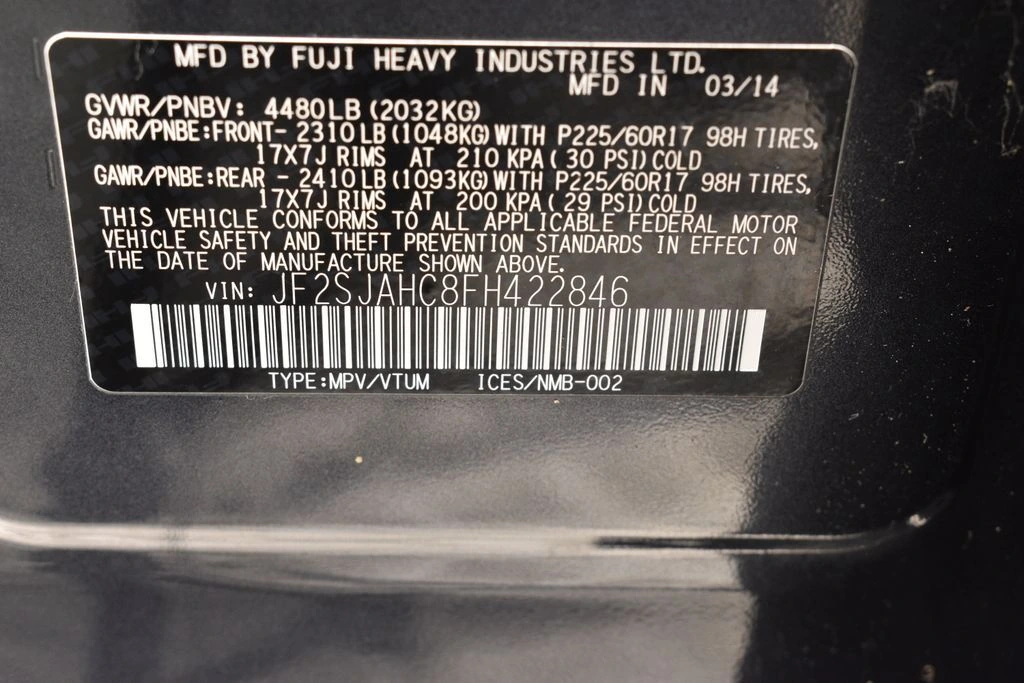 MFD BY FUJI HEAVY INDUSTRIES LTD.
MFD IN 03/14
GVWR/PNBV: 4480LB(2032KG)
GAWR/PNBE:FRONT- 2310LB(1048KG)WITH P225/60R17 98H TIRES,
17X7J RIMS AT 210 KPA( 30 PSI)COLD
GAWR/PNBE:REAR - 2410LB(1093KG)WITH P225/60R17 98H TIRES,
17X7J RIMS AT 200 KPA( 29 PSI)COLD
THIS VEHICLE CONFORMS TO ALL APPLICABLE FEDERAL MOTOR
VEHICLE SAFETY AND THEFT PREVENTION STANDARDS IN EFFECT ON
THE DATE OF MANUFACTURE SHOWN ABOVE.
VIN: JF2SJAHC8FH422846
TYPE:MPV/VTUM ICES/NMB-002